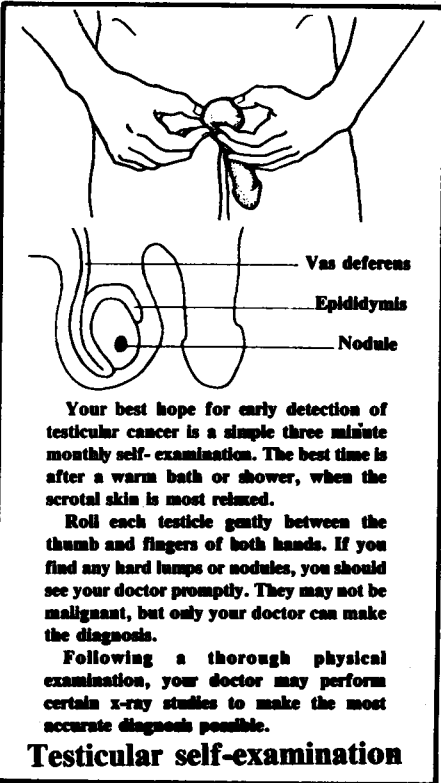 Vas deferens
Epididymis
Nodule
Your best hope for early detection of
testicular cancer is a simple three minute
monthly self- examination. The best time is
after a warm bath or shower, when the
scrotal skin is most relaxed.
Roll each testicle gently between the
thumb and fingers of both hands. If you
find any hard lumps or nodules, you should
see your doctor promptly. They may not be
malignant, but only your doctor can make
the diagnosis.
Following a thorough physical
examination, your doctor may perform
certain x-ray studies to make the most
accurate diagnosis possible.
Testicular self-examination